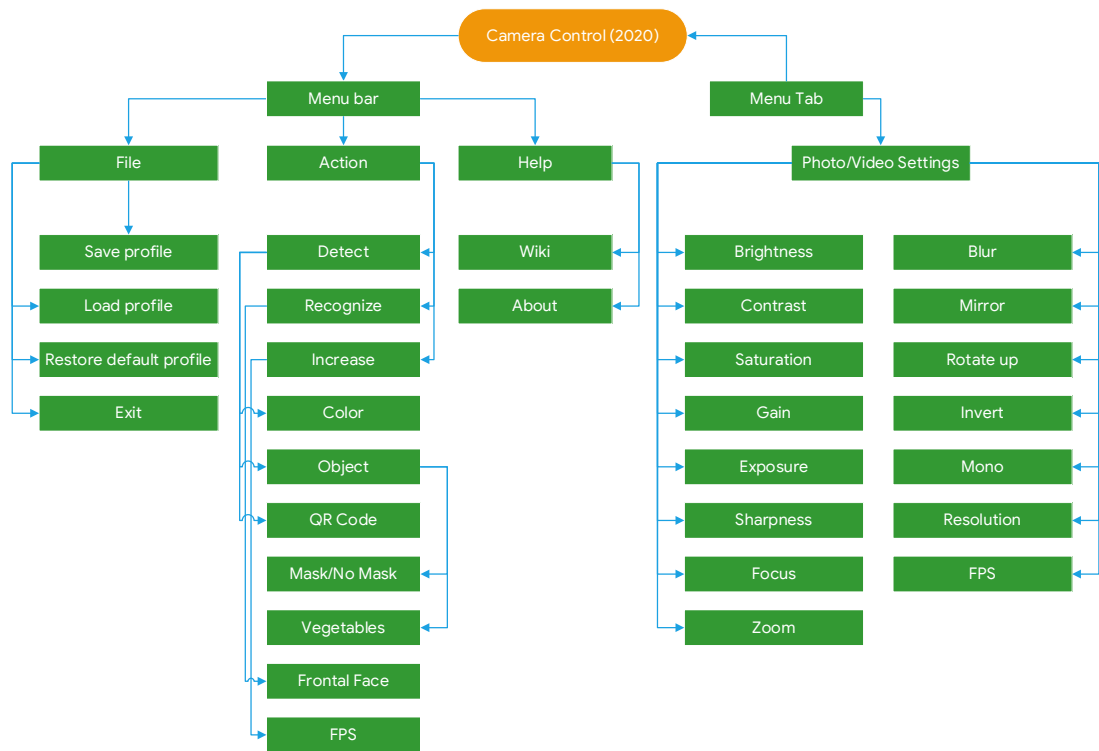 Camera Control (2020)
Menu bar
Menu Tab
File
Action
Help
Photo/Video Settings
Save profile
Detect
Wiki
Brightness
Blur
Load profile
Recognize
About
Contrast
Mirror
Restore default profile
Increase
Saturation
Rotate up
Exit
Color
Gain
Invert
Object
Exposure
Mono
QR Code
Sharpness
Resolution
Mask/No Mask
Focus
FPS
Vegetables
Zoom
Frontal Face
FPS